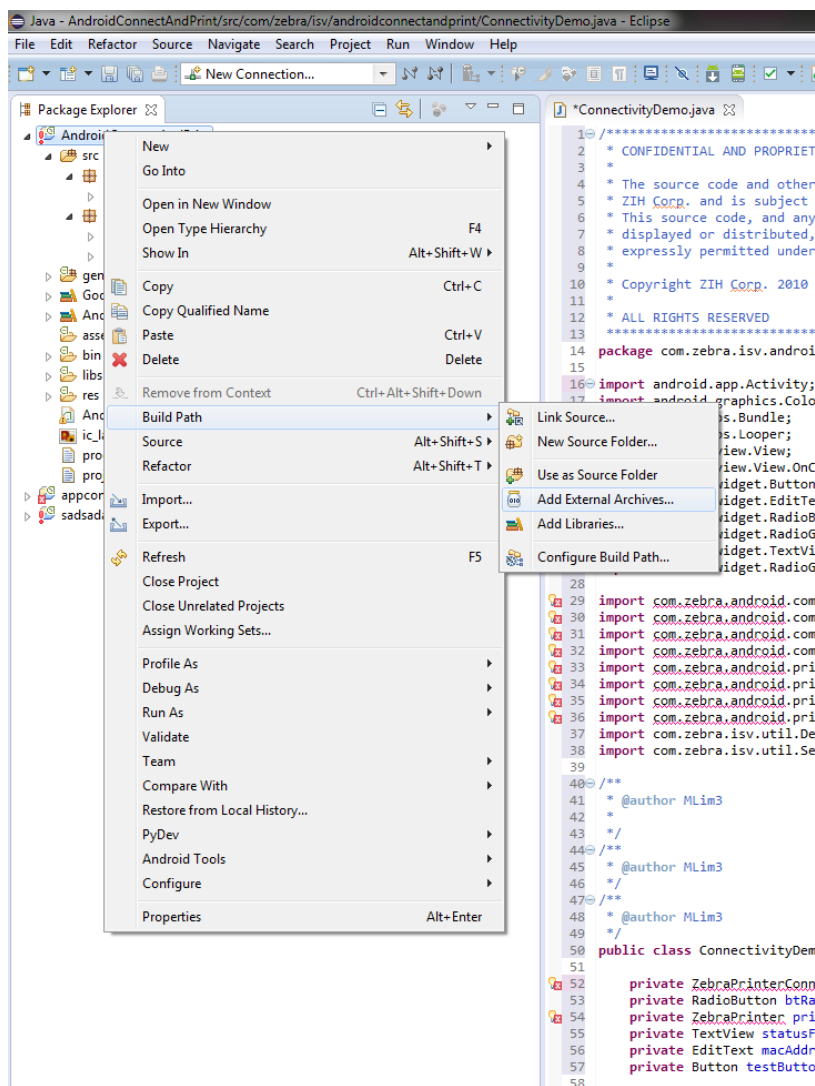 Java - AndroidConnectAndPrint/src/com/zebra/isv/androidconnectandprint/ConnectivityDemo.java - Eclipse
File Edit Refactor Source Navigate Search Project Run Window Help
New Connection...
Package Explorer
src
gen
bin
libs
res
New
Go Into
Open in New Window
Open Type Hierarchy F4
Show In Alt+Shift+W
Copy Ctrl+C
Copy Qualified Name
Paste Ctrl+V
Delete Delete
Remove from Context Ctrl+Alt+Shift+Down
Build Path
Source Alt+Shift+S
Refactor Alt+Shift+T
Import...
Export...
Refresh F5
Close Project
Close Unrelated Projects
Assign Working Sets...
Profile As
Debug As
Run As
Validate
Team
Compare With
Restore from Local History...
PyDev
Android Tools
Configure
Properties Alt+Enter
Link Source...
New Source Folder...
Use as Source Folder
Add External Archives...
Add Libraries...
Configure Build Path...
*ConnectivityDemo.java
1 /****************************
2 * CONFIDENTIAL AND PROPRIET
3 *
4 * The source code and other
5 * ZIH Corp. and is subject
6 * This source code, and any
7 * displayed or distributed,
8 * expressly permitted under
9 *
10 * Copyright ZIH Corp. 2010
11 *
12 * ALL RIGHTS RESERVED
13 ****************************
14 package com.zebra.isv.androi
15
16 import android.app.Activity;
17 import android.graphics.Colo
os.Bundle;
os.Looper;
view.View;
view.View.OnC
widget.Button
widget.EditTe
widget.RadioB
widget.RadioG
widget.TextVi
widget.RadioG
28
29 import com.zebra.android.com
30 import com.zebra.android.com
31 import com.zebra.android.com
32 import com.zebra.android.com
33 import com.zebra.android.pri
34 import com.zebra.android.pri
35 import com.zebra.android.pri
36 import com.zebra.android.pri
37 import com.zebra.isv.util.De
38 import com.zebra.isv.util.Se
39
40 /**
41 * @author MLim3
42 *
43 */
44 /**
45 * @author MLim3
46 */
47 /**
48 * @author MLim3
49 */
50 public class ConnectivityDem
51
52 private ZebraPrinterConn
53 private RadioButton btRa
54 private ZebraPrinter pri
55 private TextView statusF
56 private EditText macAddr
57 private Button testButto
58